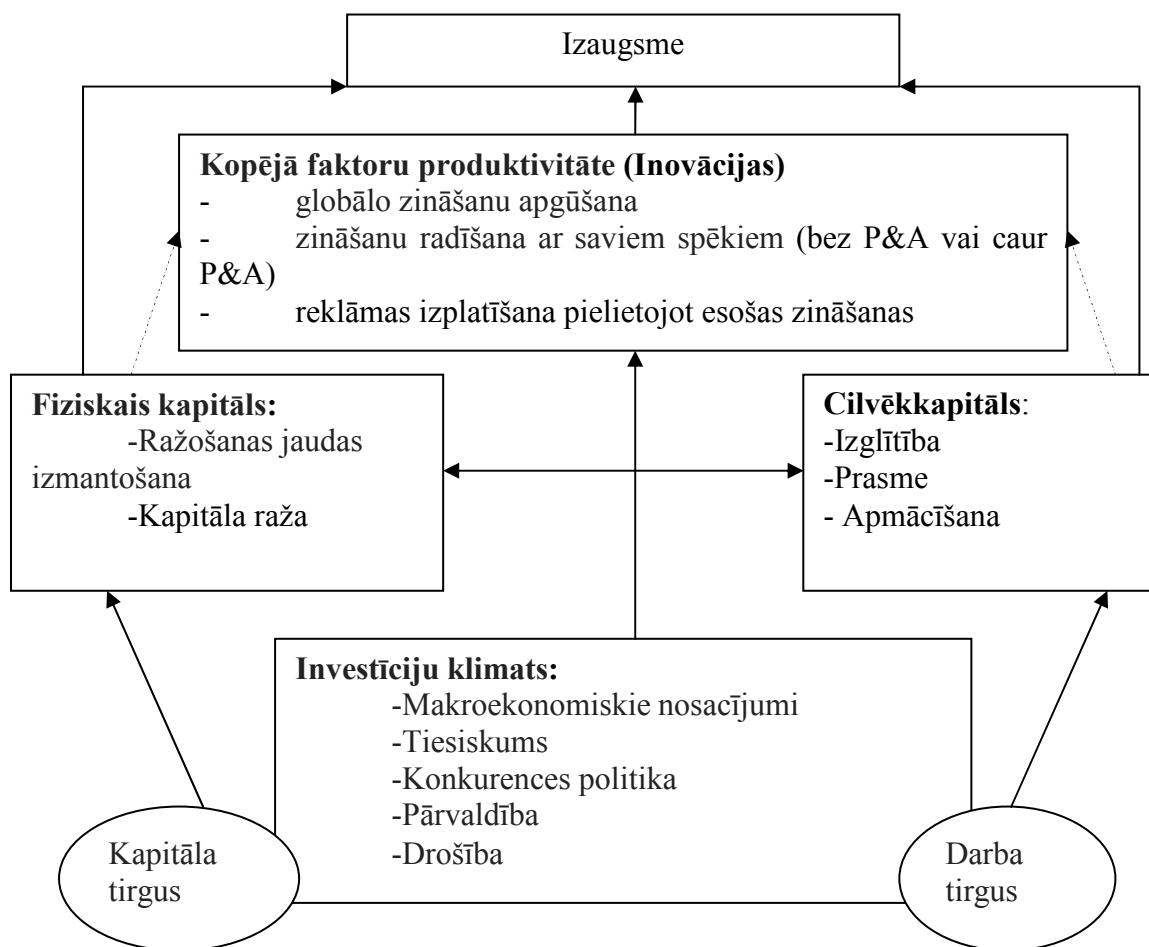 Izaugsme
Kopējā faktoru produktivitāte (Inovācijas)
- globālo zināšanu apgūšana
- zināšanu radīšana ar saviem spēkiem (bez P&A vai caur
P&A)
- reklāmas izplatīšana pielietojot esošas zināšanas
Fiziskais kapitāls:
-Ražošanas jaudas
izmantošana
-Kapitāla raža
Cilvēkkapitāls:
-Izglītība
-Prasme
- Apmācīšana
Investīciju klimats:
-Makroekonomiskie nosacījumi
-Tiesiskums
-Konkurences politika
-Pārvaldība
-Drošība
Kapitāla
tirgus
Darba
tirgus